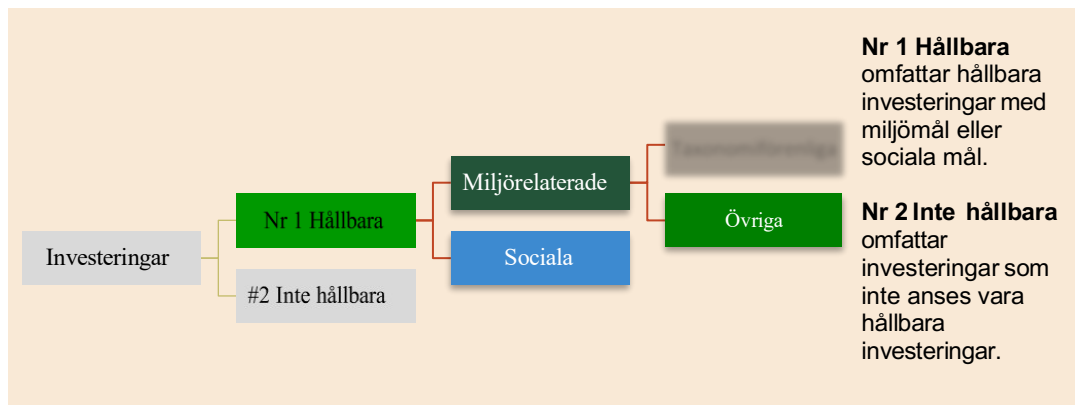 Investeringar
Nr 1 Hållbara
#2 Inte hållbara
Miljörelaterade
Sociala
Övriga
Nr 1 Hållbara
omfattar hållbara
investeringar med
miljömål eller
sociala mål.
Nr 2 Inte hållbara
omfattar
investeringar som
inte anses vara
hållbara
investeringar.